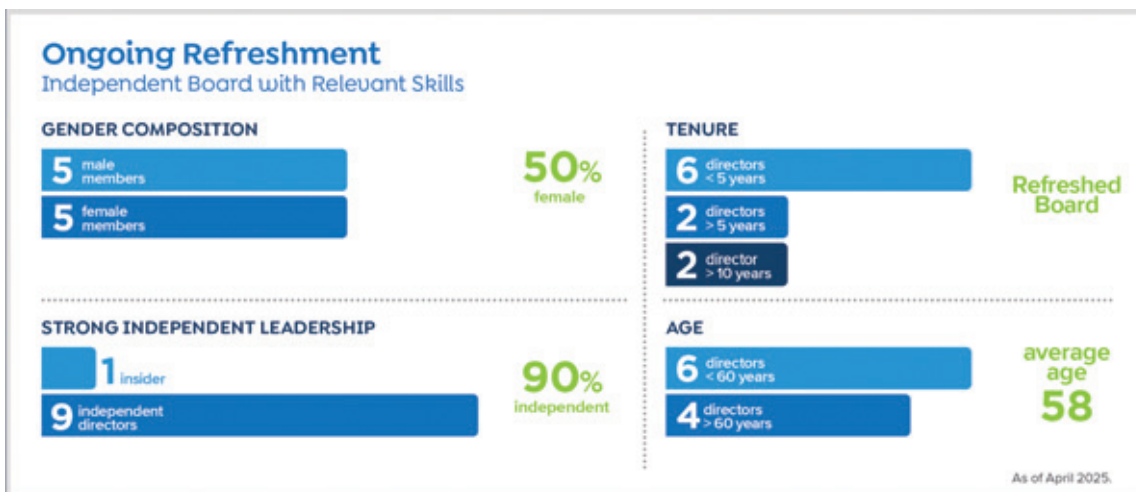 Ongoing Refreshment
Independent Board with Relevant Skills
GENDER COMPOSITION
5 male
members
5 female
members
50%
female
TENURE
6 directors
< 5 years
2 directors
> 5 years
2 director
> 10 years
Refreshed
Board
STRONG INDEPENDENT LEADERSHIP
1 insider
9 independent
directors
90%
independent
AGE
6 directors
< 60 years
4 directors
> 60 years
average
age
58
As of April 2025.